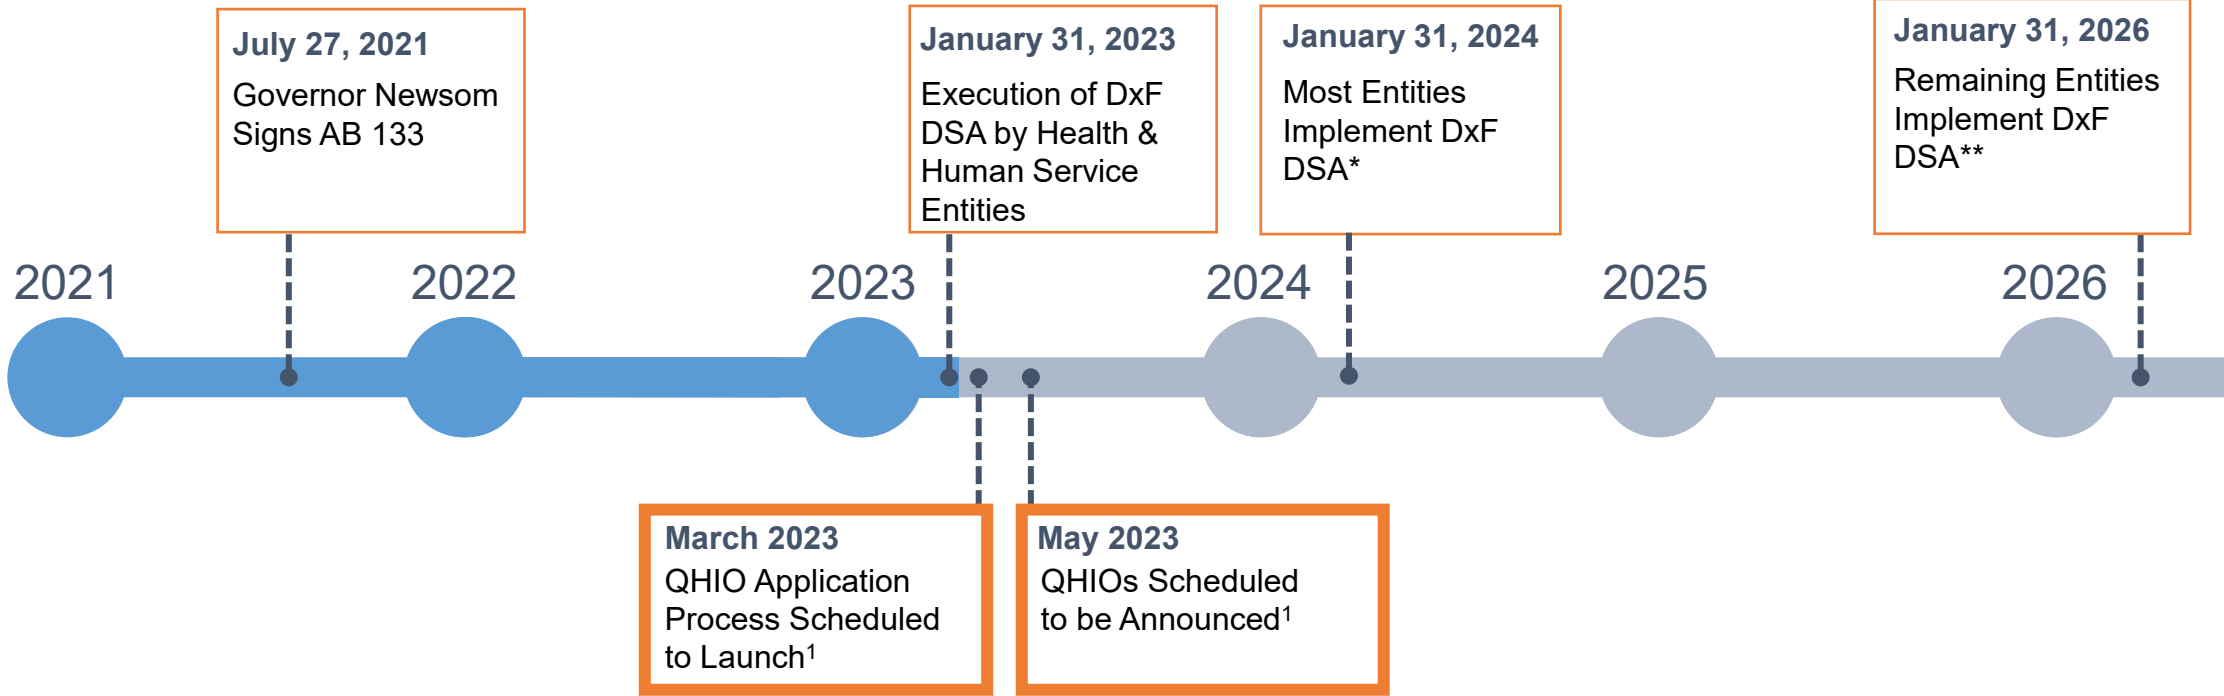 July 27, 2021
Governor Newsom
Signs AB 133
January 31, 2023
Execution of DxF
DSA by Health &
Human Service
Entities
January 31, 2024
Most Entities
Implement DxF
DSA*
January 31, 2026
Remaining Entities
Implement DxF
DSA**
2021
2022
2023
2024
2025
2026
March 2023
QHIO Application
Process Scheduled
to Launch¹
May 2023
QHIOs Scheduled
to be Announced¹